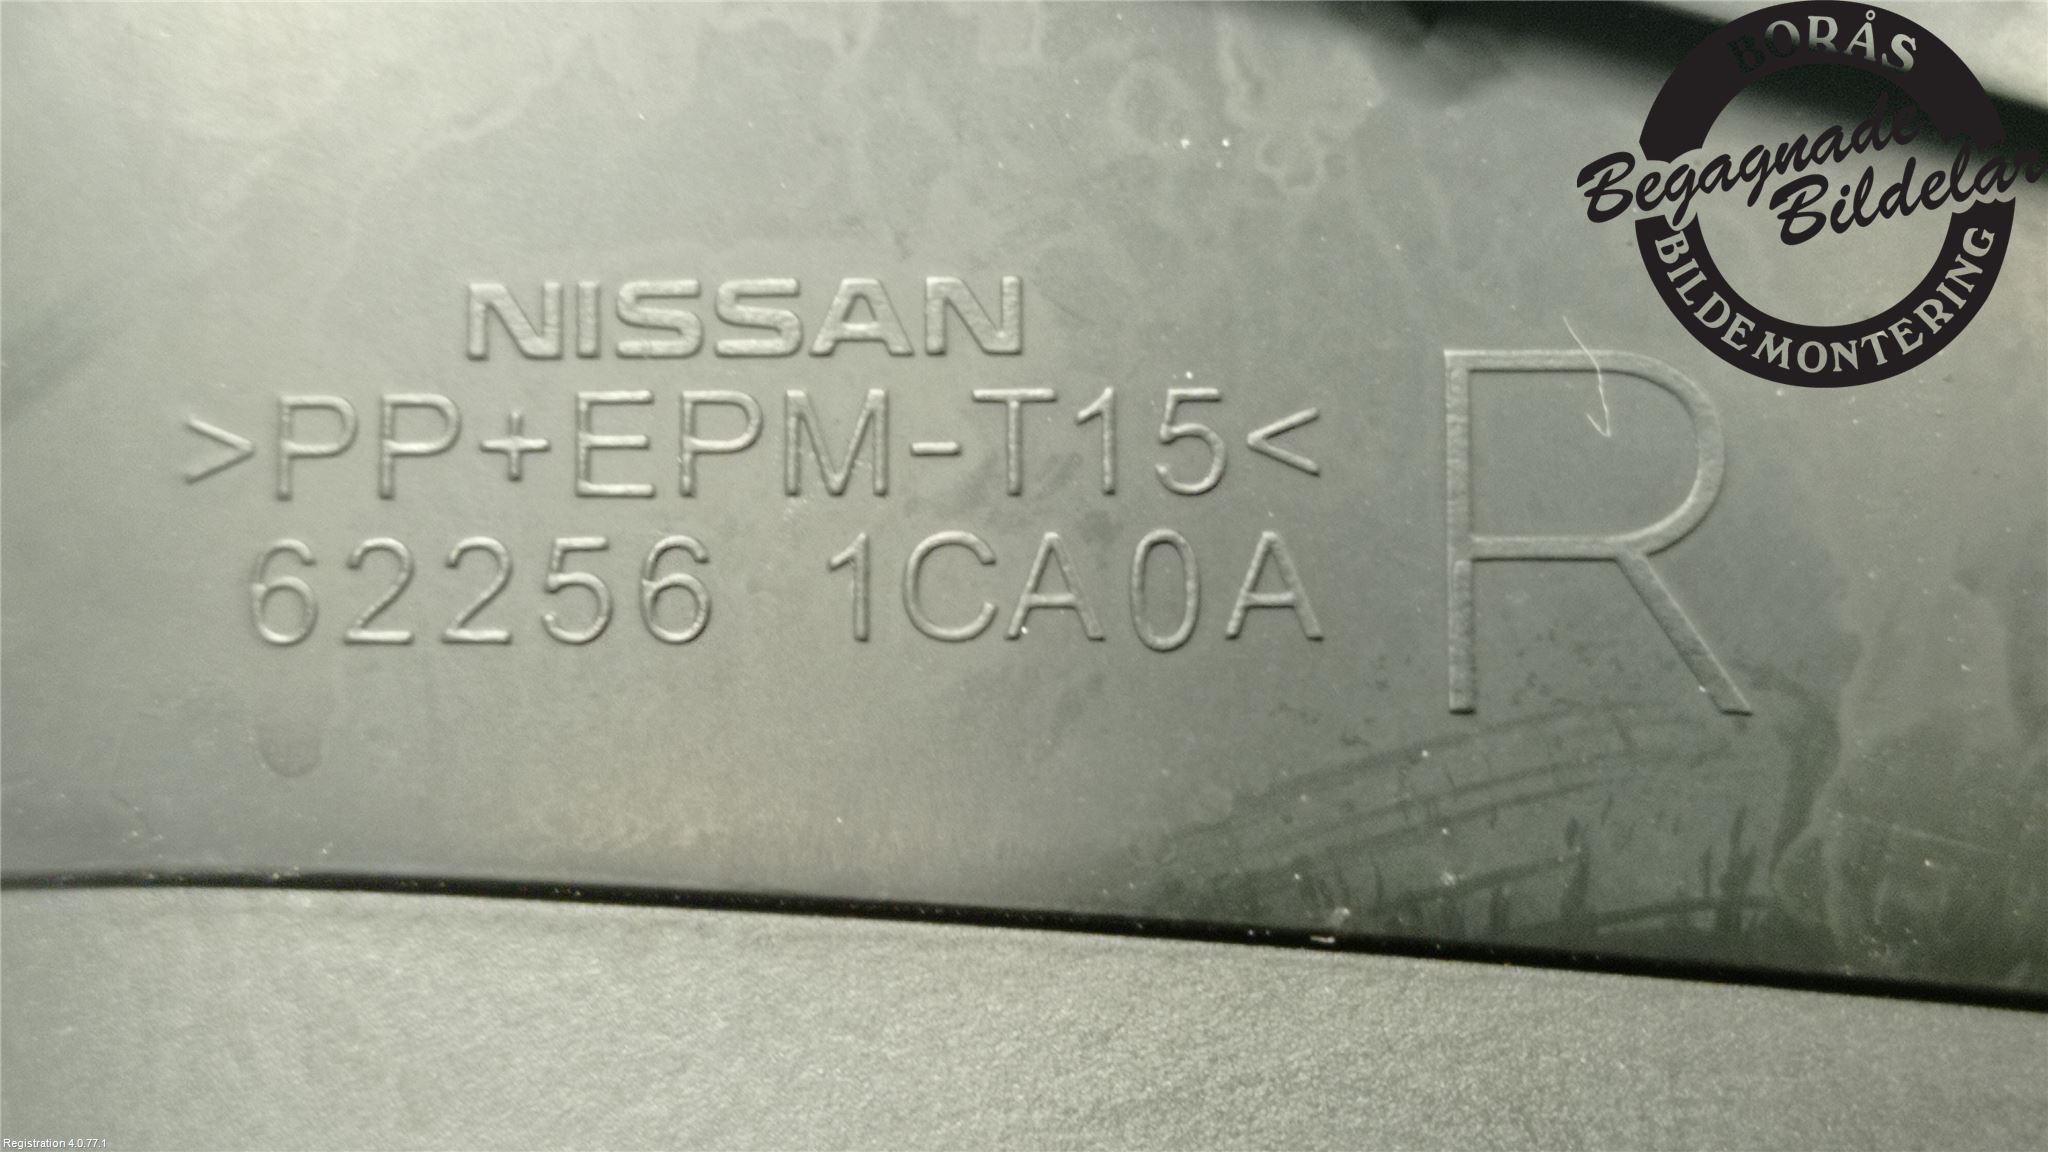 BORÅS
Begagnade
Bildelar
BILDEMONTERING
NISSAN
>PP+EPM-T15<
62256 1CA0A
R
Registration 4.0.77.1